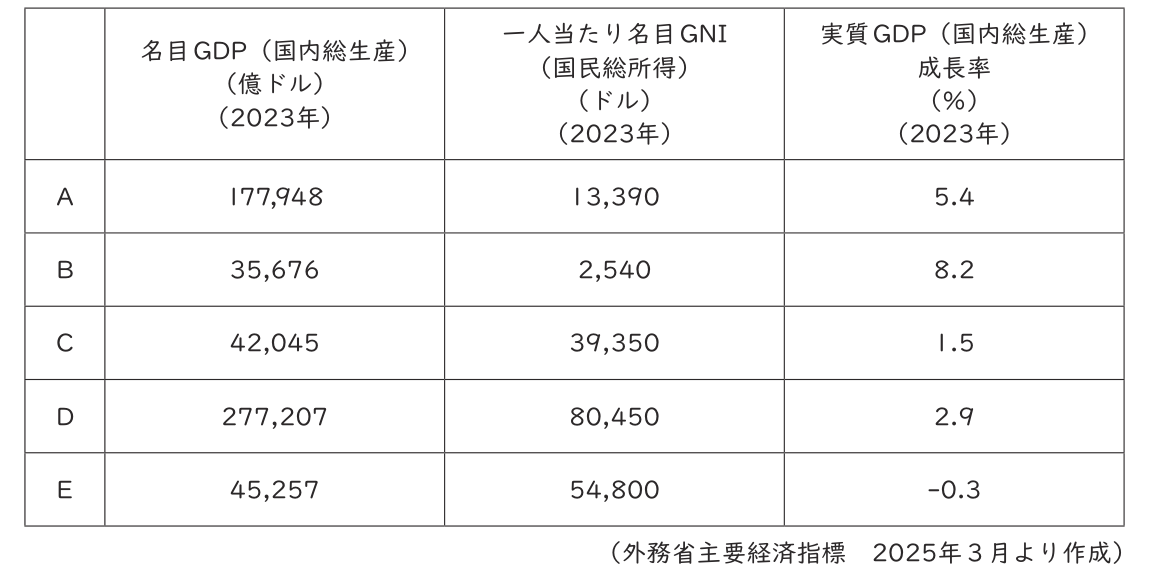 名目GDP（国内総生産）
（億ドル）
（2023年）
一人当たり名目GNI
（国民総所得）
（ドル）
（2023年）
実質GDP（国内総生産）
成長率
（%）
（2023年）
A 177,948 13,390 5.4
B 35,676 2,540 8.2
C 42,045 39,350 1.5
D 277,207 80,450 2.9
E 45,257 54,800 -0.3
（外務省主要経済指標　2025年３月より作成）